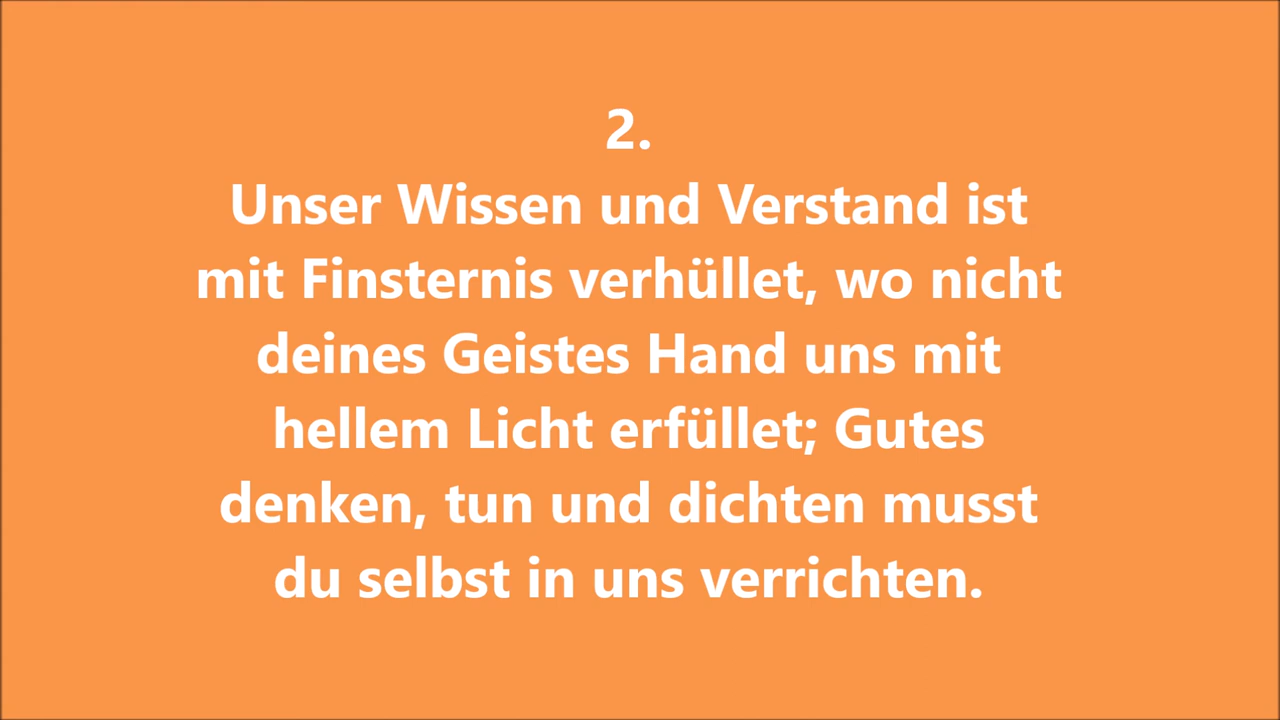 2.
Unser Wissen und Verstand ist
mit Finsternis verhüllet, wo nicht
deines Geistes Hand uns mit
hellem Licht erfüllet; Gutes
denken, tun und dichten musst
du selbst in uns verrichten.